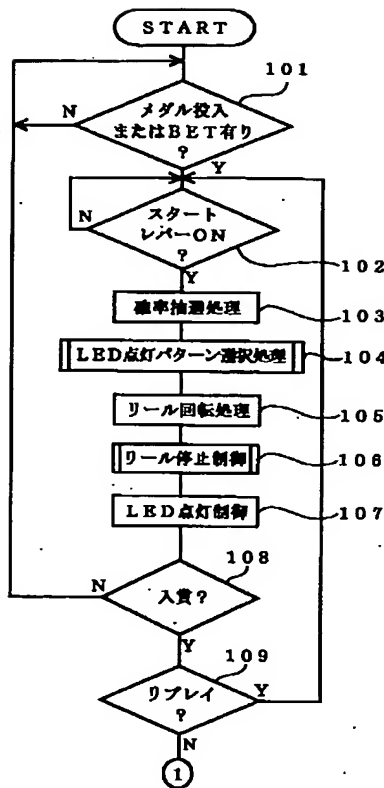 START
101
N
メダル投入
またはBET有り
?
Y
N
スタート
レバーON
?
102
Y
確率抽選処理
103
LED点灯パターン選択処理
104
リール回転処理
105
リール停止制御
106
LED点灯制御
107
108
N
入賞?
Y
109
リプレイ
?
Y
N
1